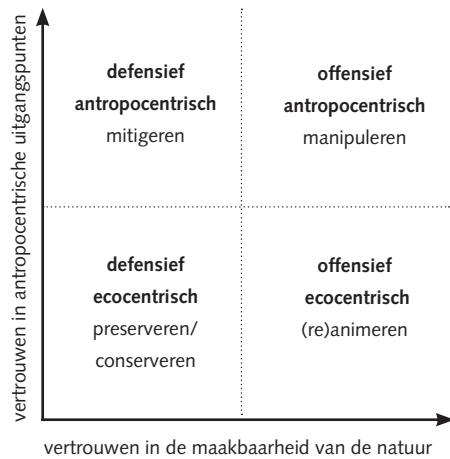 vertrouwen in antropocentrische uitgangspunten
defensief
antropocentrisch
mitigeren
offensief
antropocentrisch
manipuleren
defensief
ecocentrisch
preserveren/
conserveren
offensief
ecocentrisch
(re)animeren
vertrouwen in de maakbaarheid van de natuur